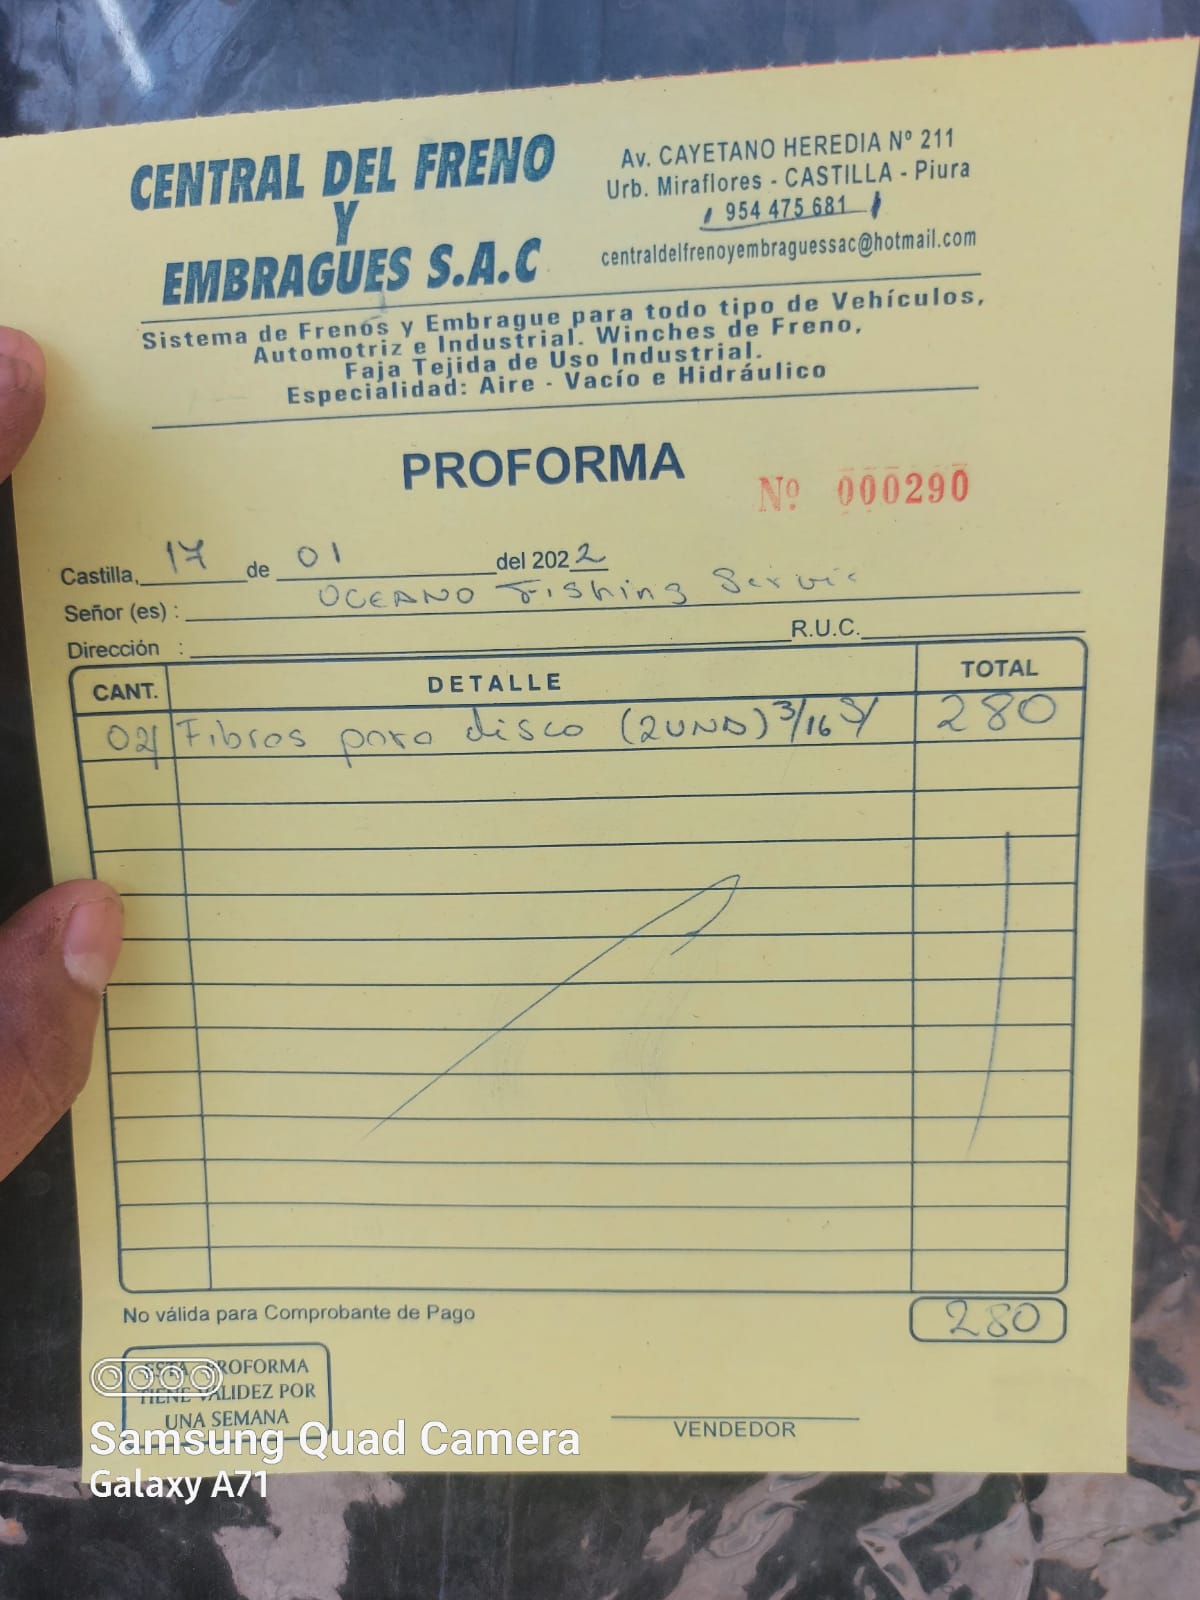 CENTRAL DEL FRENO
Y
EMBRAGUES S.A.C
Av. CAYETANO HEREDIA Nº 211
Urb. Miraflores - CASTILLA - Piura
954 475 681
centraldelfrenoyembraguessac@hotmail.com
Sistema de Frenos y Embrague para todo tipo de Vehículos,
Automotriz e Industrial. Winches de Freno,
Faja Tejida de Uso Industrial.
Especialidad: Aire - Vacío e Hidráulico
PROFORMA
Nº 000290
Castilla, 17 de 01 del 2022
Señor (es) : OCEANO Fishing Servic
Dirección : R.U.C.
CANT. DETALLE TOTAL
02 Fibras para disco (2UND) 3/16 S/ 280
No válida para Comprobante de Pago
280
ESTA PROFORMA
TIENE VALIDEZ POR
UNA SEMANA
VENDEDOR
Samsung Quad Camera
Galaxy A71